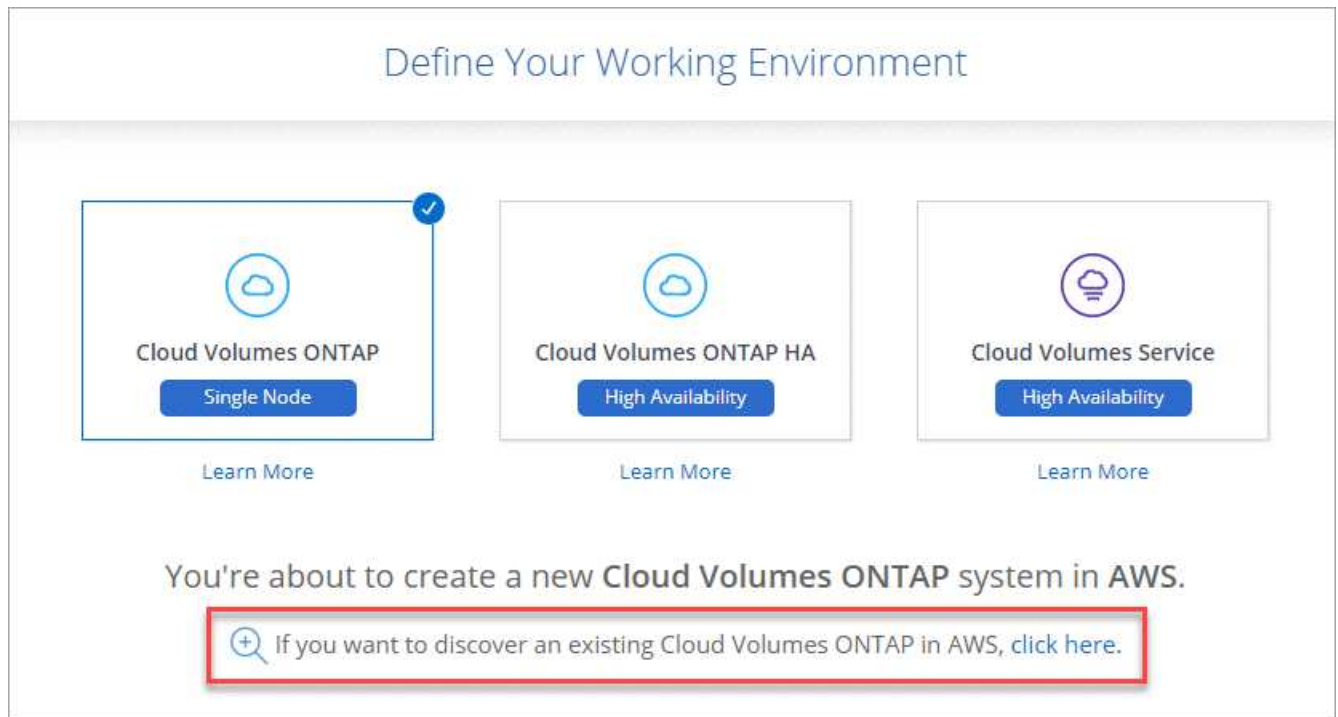 Define Your Working Environment
Cloud Volumes ONTAP
Single Node
Learn More
Cloud Volumes ONTAP HA
High Availability
Learn More
Cloud Volumes Service
High Availability
Learn More
You're about to create a new Cloud Volumes ONTAP system in AWS.
If you want to discover an existing Cloud Volumes ONTAP in AWS, click here.